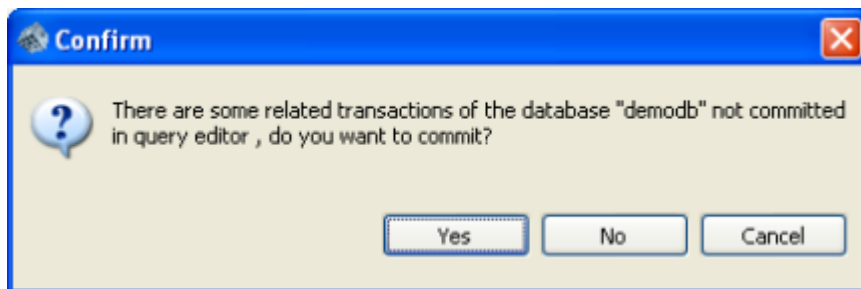 Confirm
There are some related transactions of the database "demodb" not committed
in query editor , do you want to commit?
Yes No Cancel